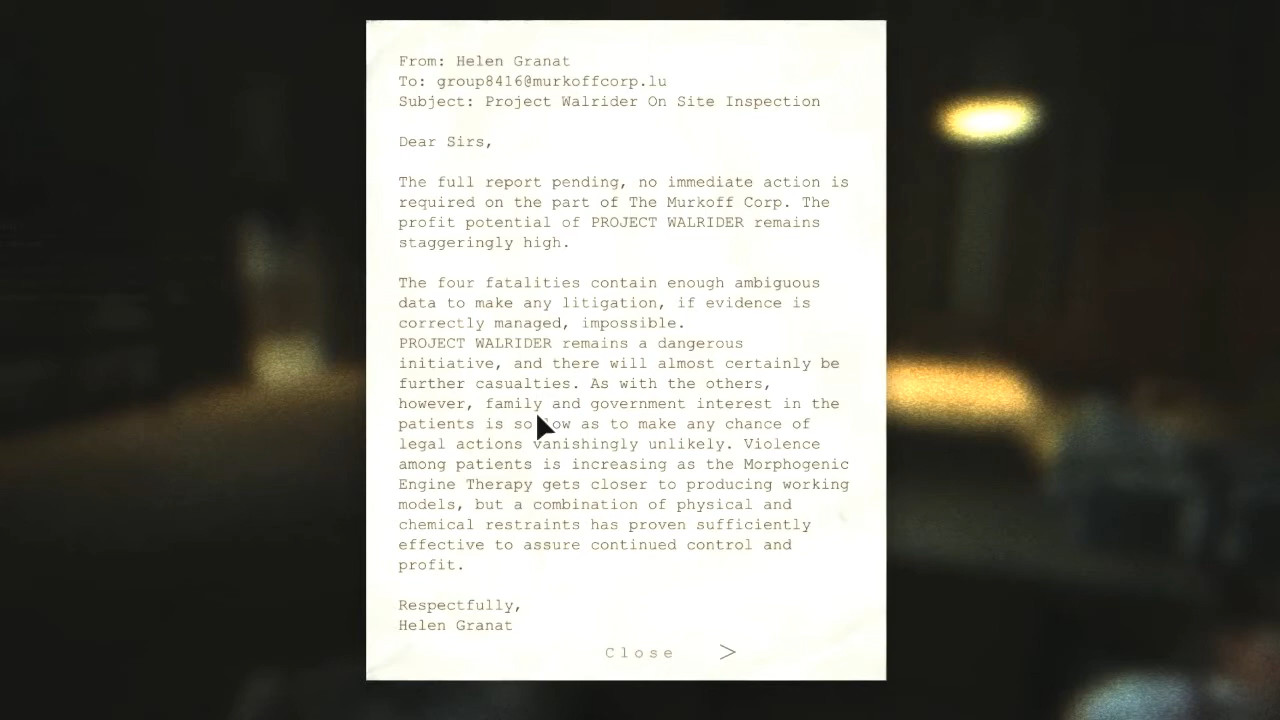 From: Helen Granat
To: group8416@murkoffcorp.lu
Subject: Project Walrider On Site Inspection
Dear Sirs,
The full report pending, no immediate action is
required on the part of The Murkoff Corp. The
profit potential of PROJECT WALRIDER remains
staggeringly high.
The four fatalities contain enough ambiguous
data to make any litigation, if evidence is
correctly managed, impossible.
PROJECT WALRIDER remains a dangerous
initiative, and there will almost certainly be
further casualties. As with the others,
however, family and government interest in the
patients is so low as to make any chance of
legal actions vanishingly unlikely. Violence
among patients is increasing as the Morphogenic
Engine Therapy gets closer to producing working
models, but a combination of physical and
chemical restraints has proven sufficiently
effective to assure continued control and
profit.
Respectfully,
Helen Granat
Close >